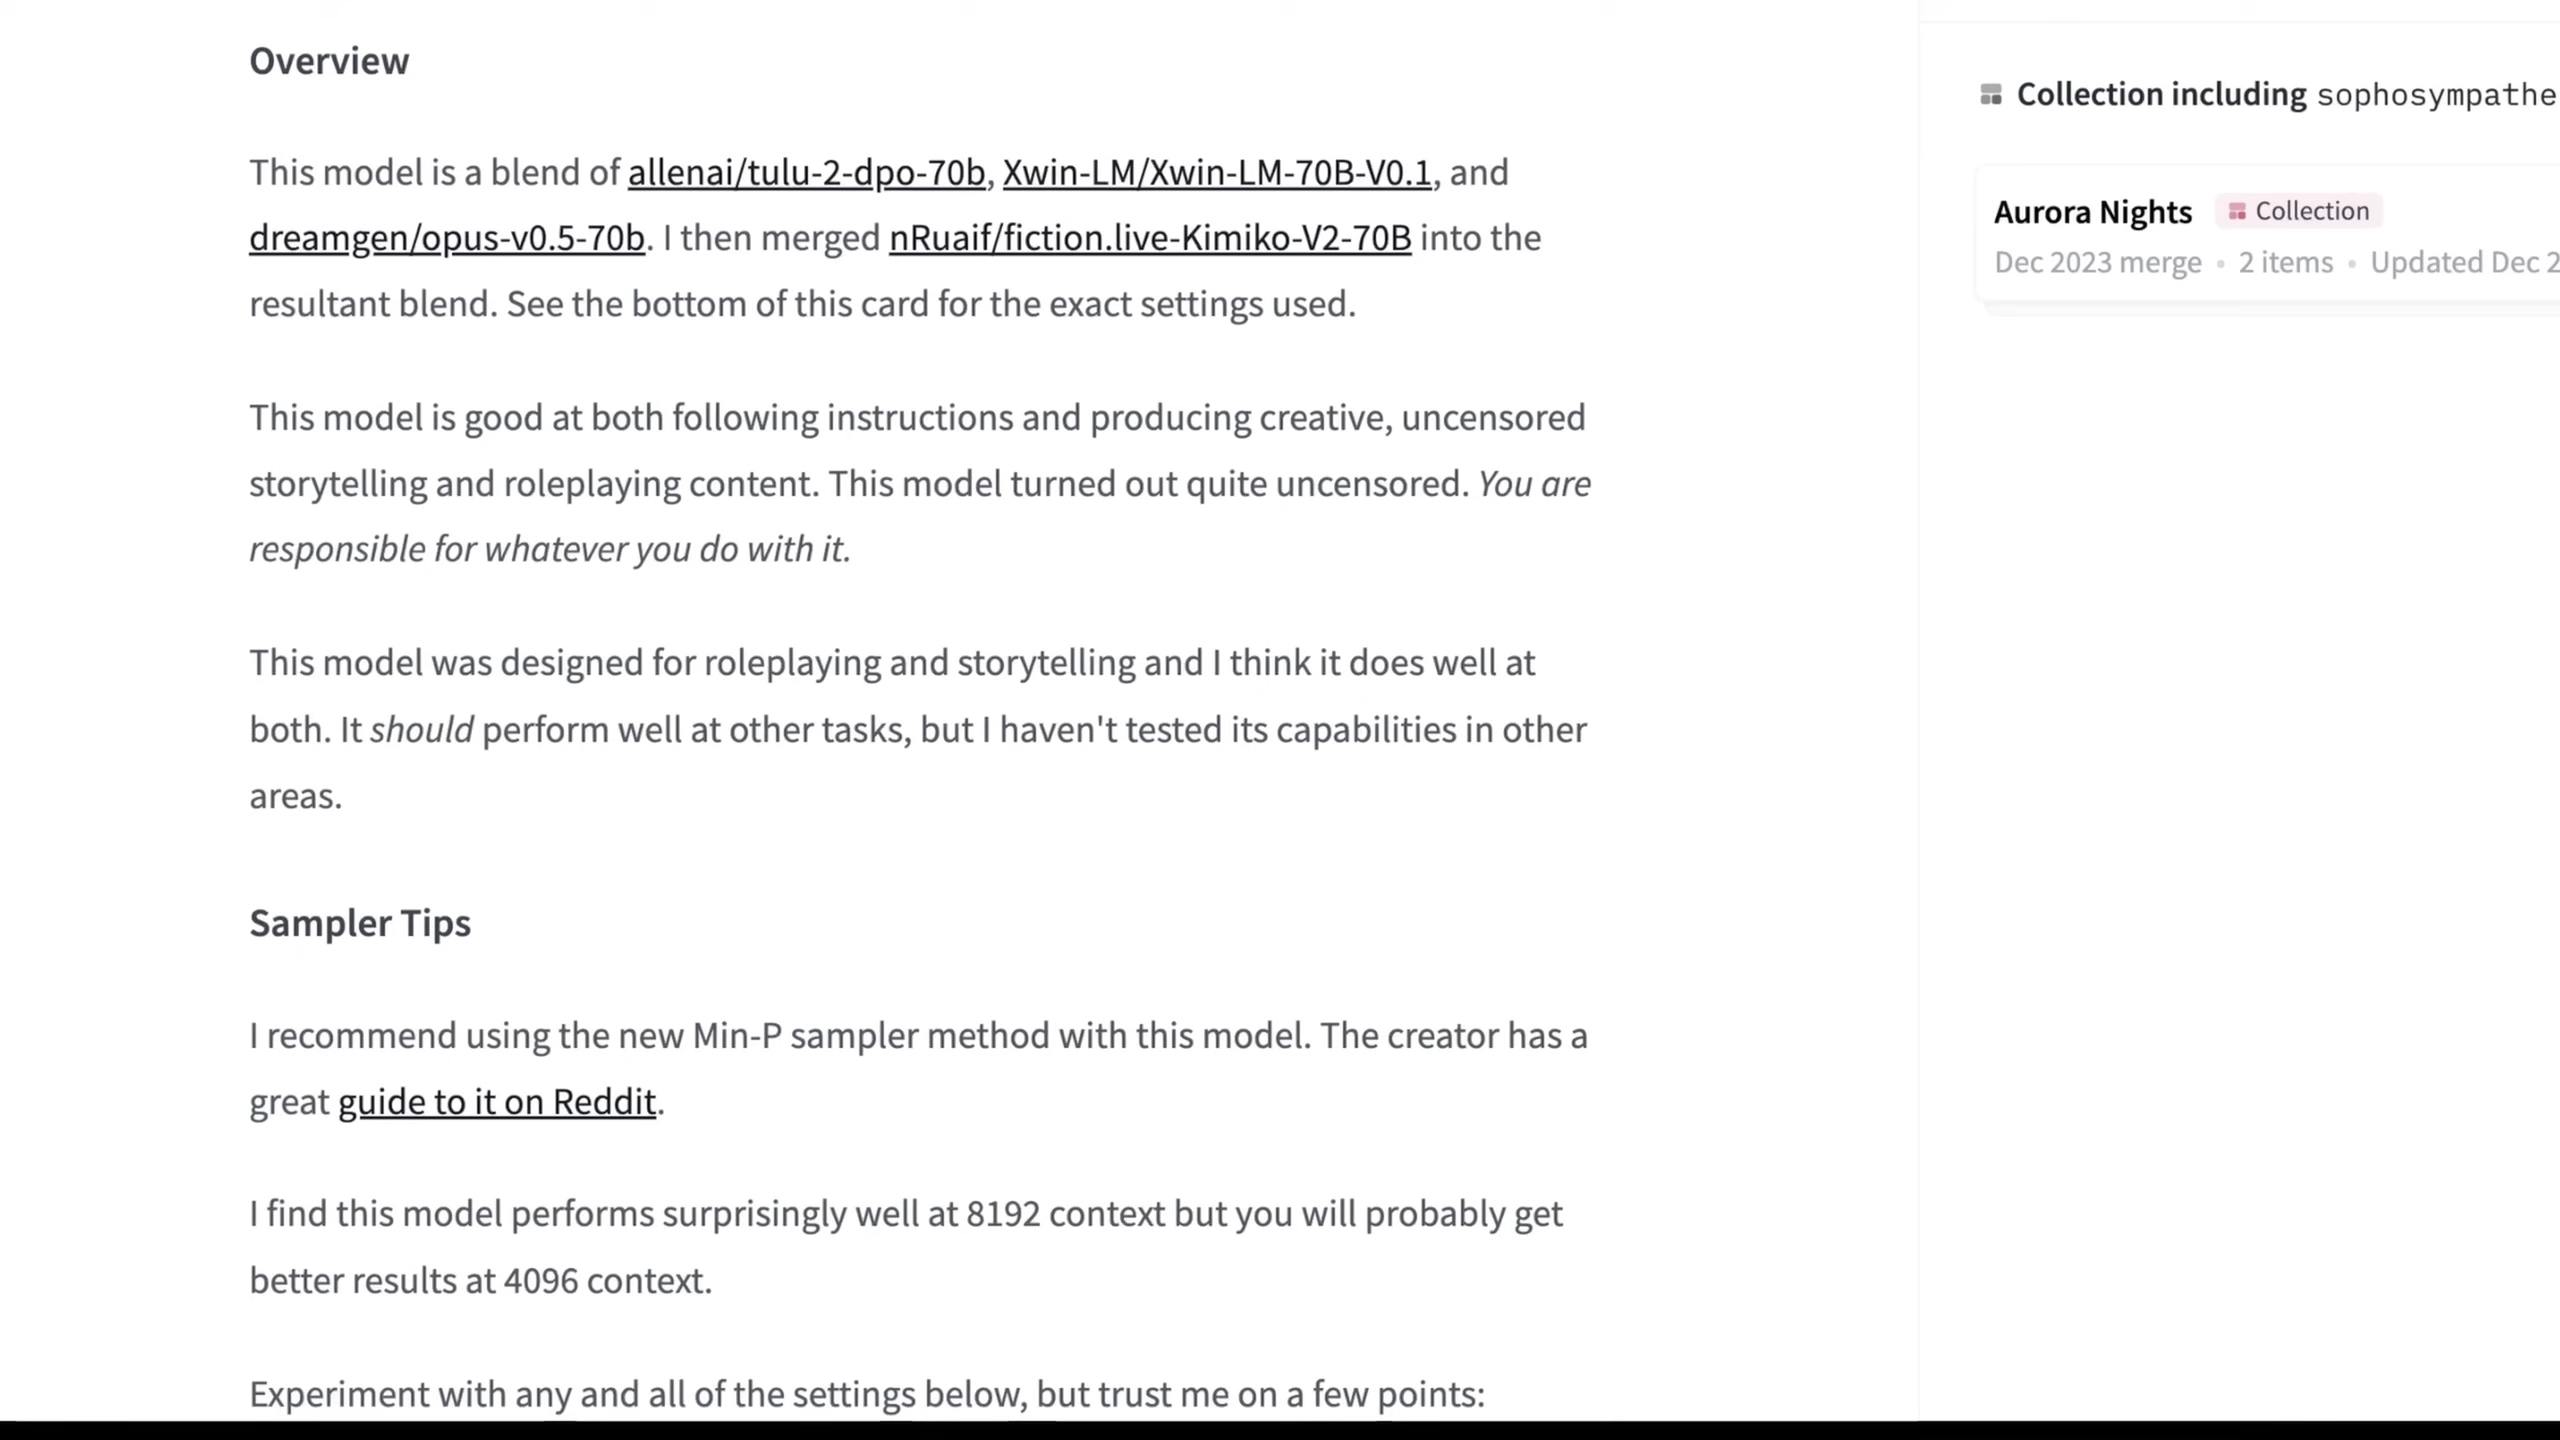 Overview
This model is a blend of allenai/tulu-2-dpo-70b, Xwin-LM/Xwin-LM-70B-V0.1, and
dreamgen/opus-v0.5-70b. I then merged nRuaif/fiction.live-Kimiko-V2-70B into the
resultant blend. See the bottom of this card for the exact settings used.
This model is good at both following instructions and producing creative, uncensored
storytelling and roleplaying content. This model turned out quite uncensored. You are
responsible for whatever you do with it.
This model was designed for roleplaying and storytelling and I think it does well at
both. It should perform well at other tasks, but I haven't tested its capabilities in other
areas.
Sampler Tips
I recommend using the new Min-P sampler method with this model. The creator has a
great guide to it on Reddit.
I find this model performs surprisingly well at 8192 context but you will probably get
better results at 4096 context.
Experiment with any and all of the settings below, but trust me on a few points:
Collection including sophosympathe
Aurora Nights Collection
Dec 2023 merge • 2 items • Updated Dec 2